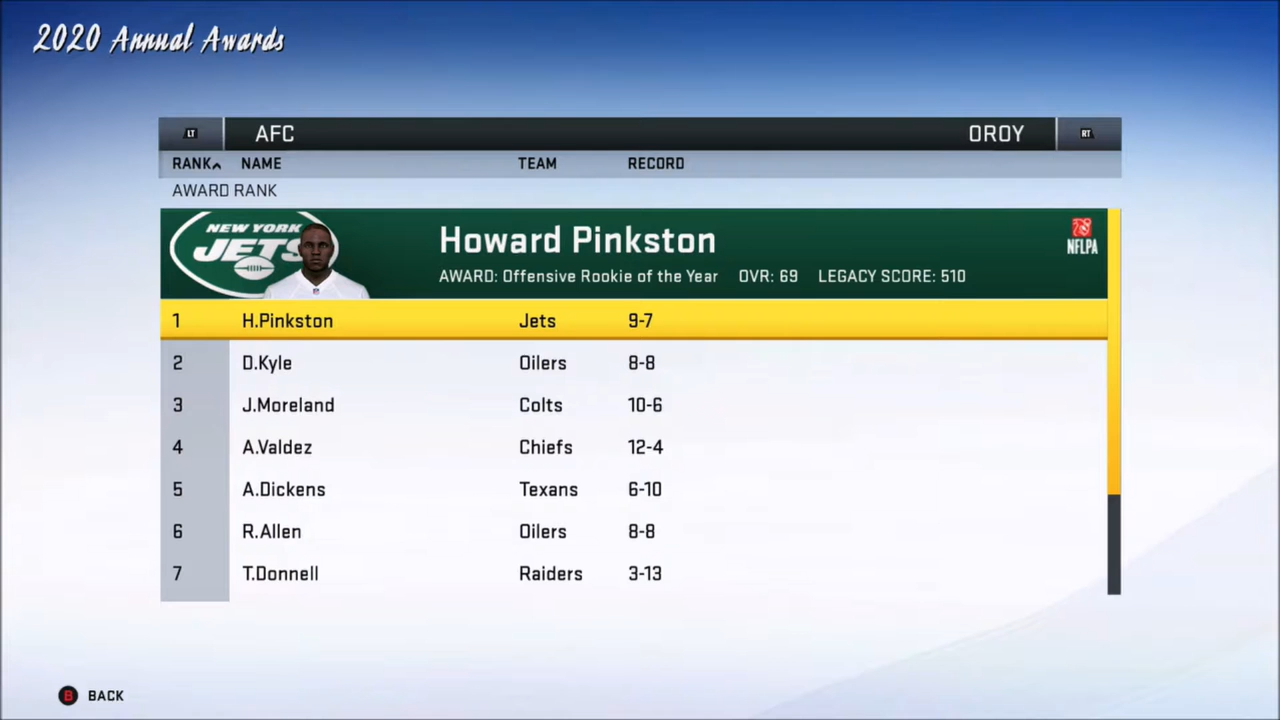 2020 Annual Awards
LT AFC OROY RT
RANK NAME TEAM RECORD
AWARD RANK
NEW YORK
JETS
Howard Pinkston
AWARD: Offensive Rookie of the Year OVR: 69 LEGACY SCORE: 510
NFLPA
1 H.Pinkston Jets 9-7
2 D.Kyle Oilers 8-8
3 J.Moreland Colts 10-6
4 A.Valdez Chiefs 12-4
5 A.Dickens Texans 6-10
6 R.Allen Oilers 8-8
7 T.Donnell Raiders 3-13
B BACK